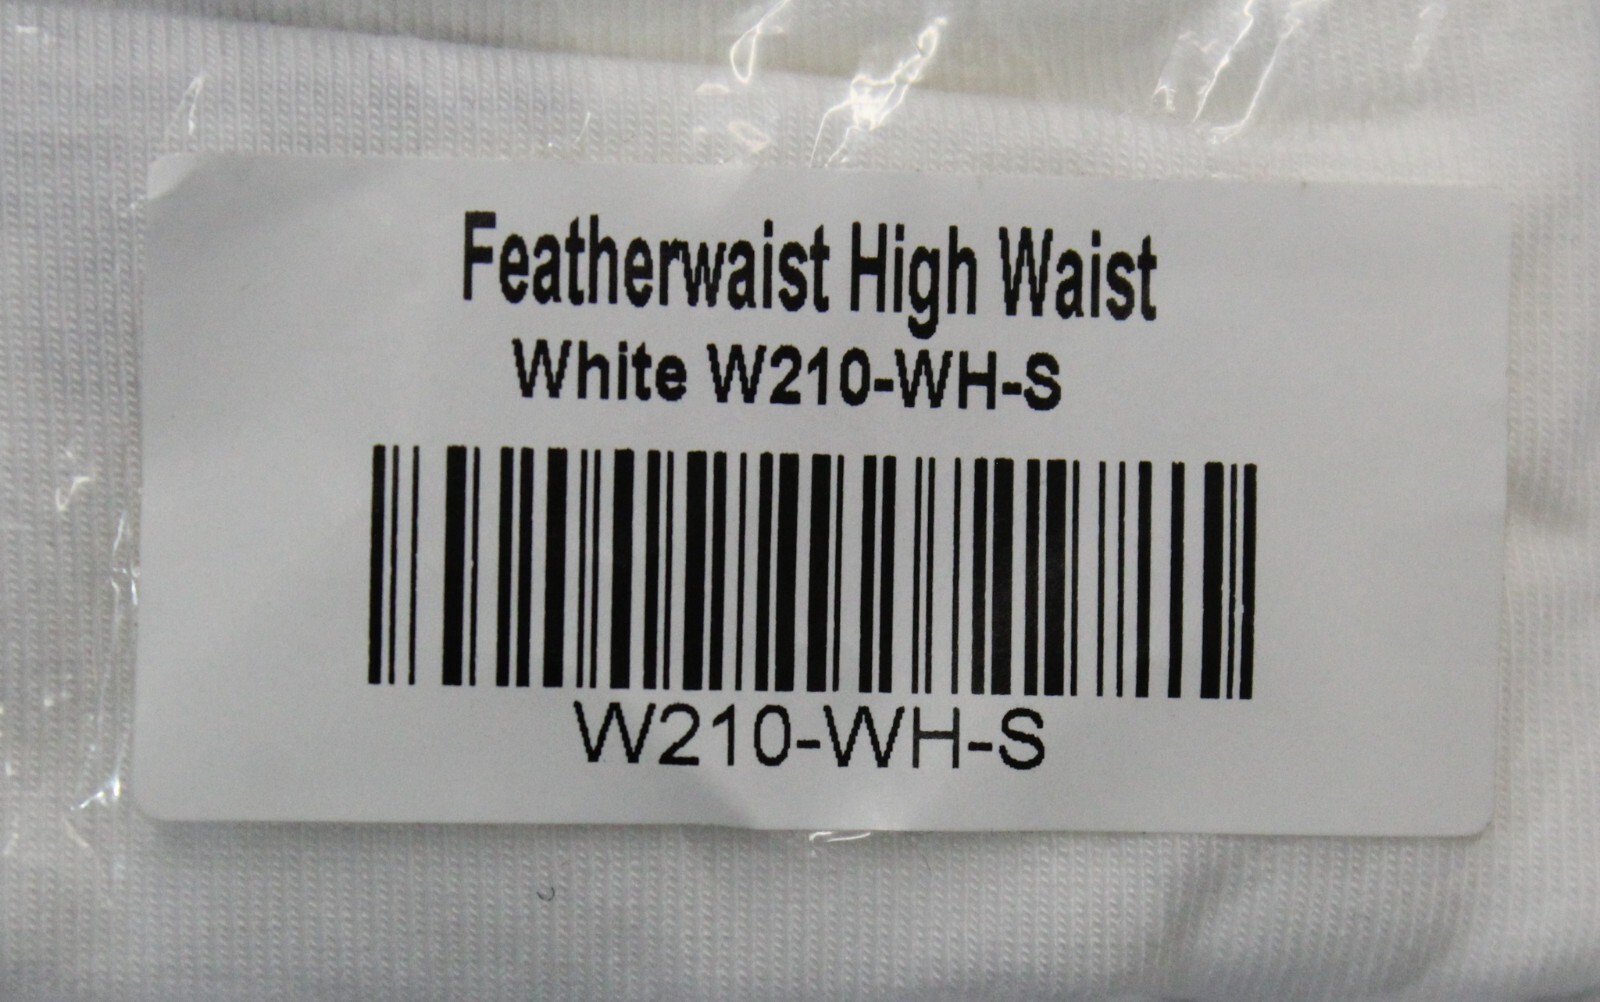 Featherwaist High Waist
White W210-WH-S
W210-WH-S